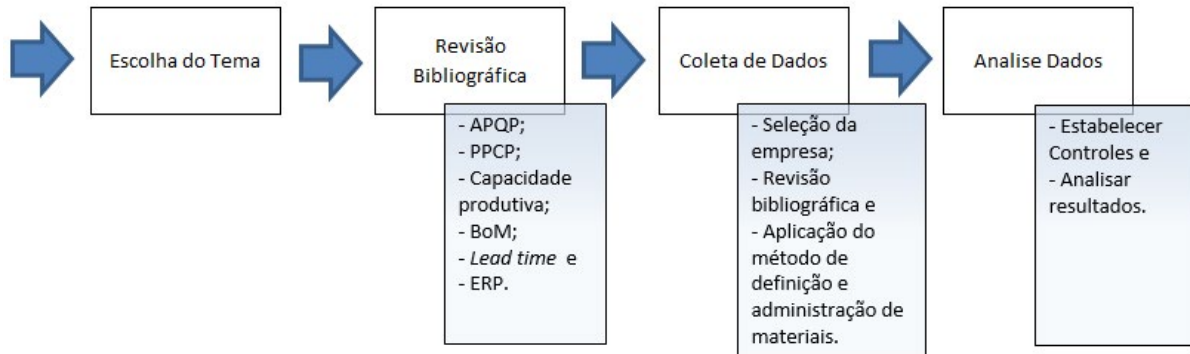 Escolha do Tema
Revisão
Bibliográfica
- APQP;
- PPCP;
- Capacidade
produtiva;
- BoM;
- Lead time e
- ERP.
Coleta de Dados
- Seleção da
empresa;
- Revisão
bibliográfica e
- Aplicação do
método de
definição e
administração de
materiais.
Analise Dados
- Estabelecer
Controles e
- Analisar
resultados.